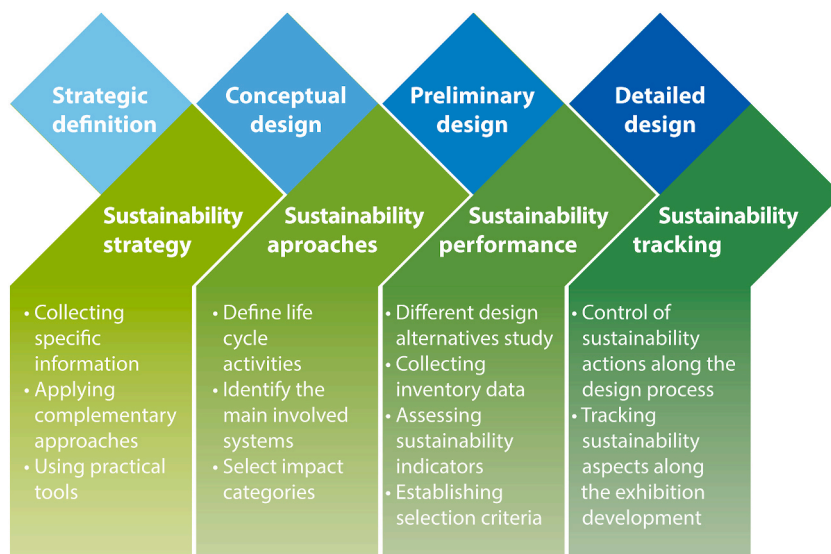 Strategic
definition
Conceptual
design
Preliminary
design
Detailed
design
Sustainability
strategy
Sustainability
aproaches
Sustainability
performance
Sustainability
tracking
• Collecting
specific
information
• Applying
complementary
approaches
• Using practical
tools
• Define life
cycle
activities
• Identify the
main involved
systems
• Select impact
categories
• Different design
alternatives study
• Collecting
inventory data
• Assessing
sustainability
indicators
• Establishing
selection criteria
• Control of
sustainability
actions along the
design process
• Tracking
sustainability
aspects along
the exhibition
development